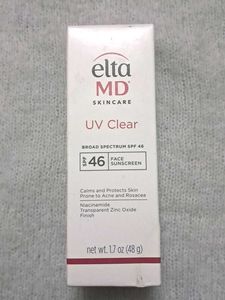 elta
MD®
SKINCARE
UV Clear
BROAD SPECTRUM SPF 46
SPF 46 FACE
SUNSCREEN
Calms and Protects Skin
Prone to Acne and Rosacea
Niacinamide
Transparent Zinc Oxide
Finish
net wt. 1.7 oz (48 g)